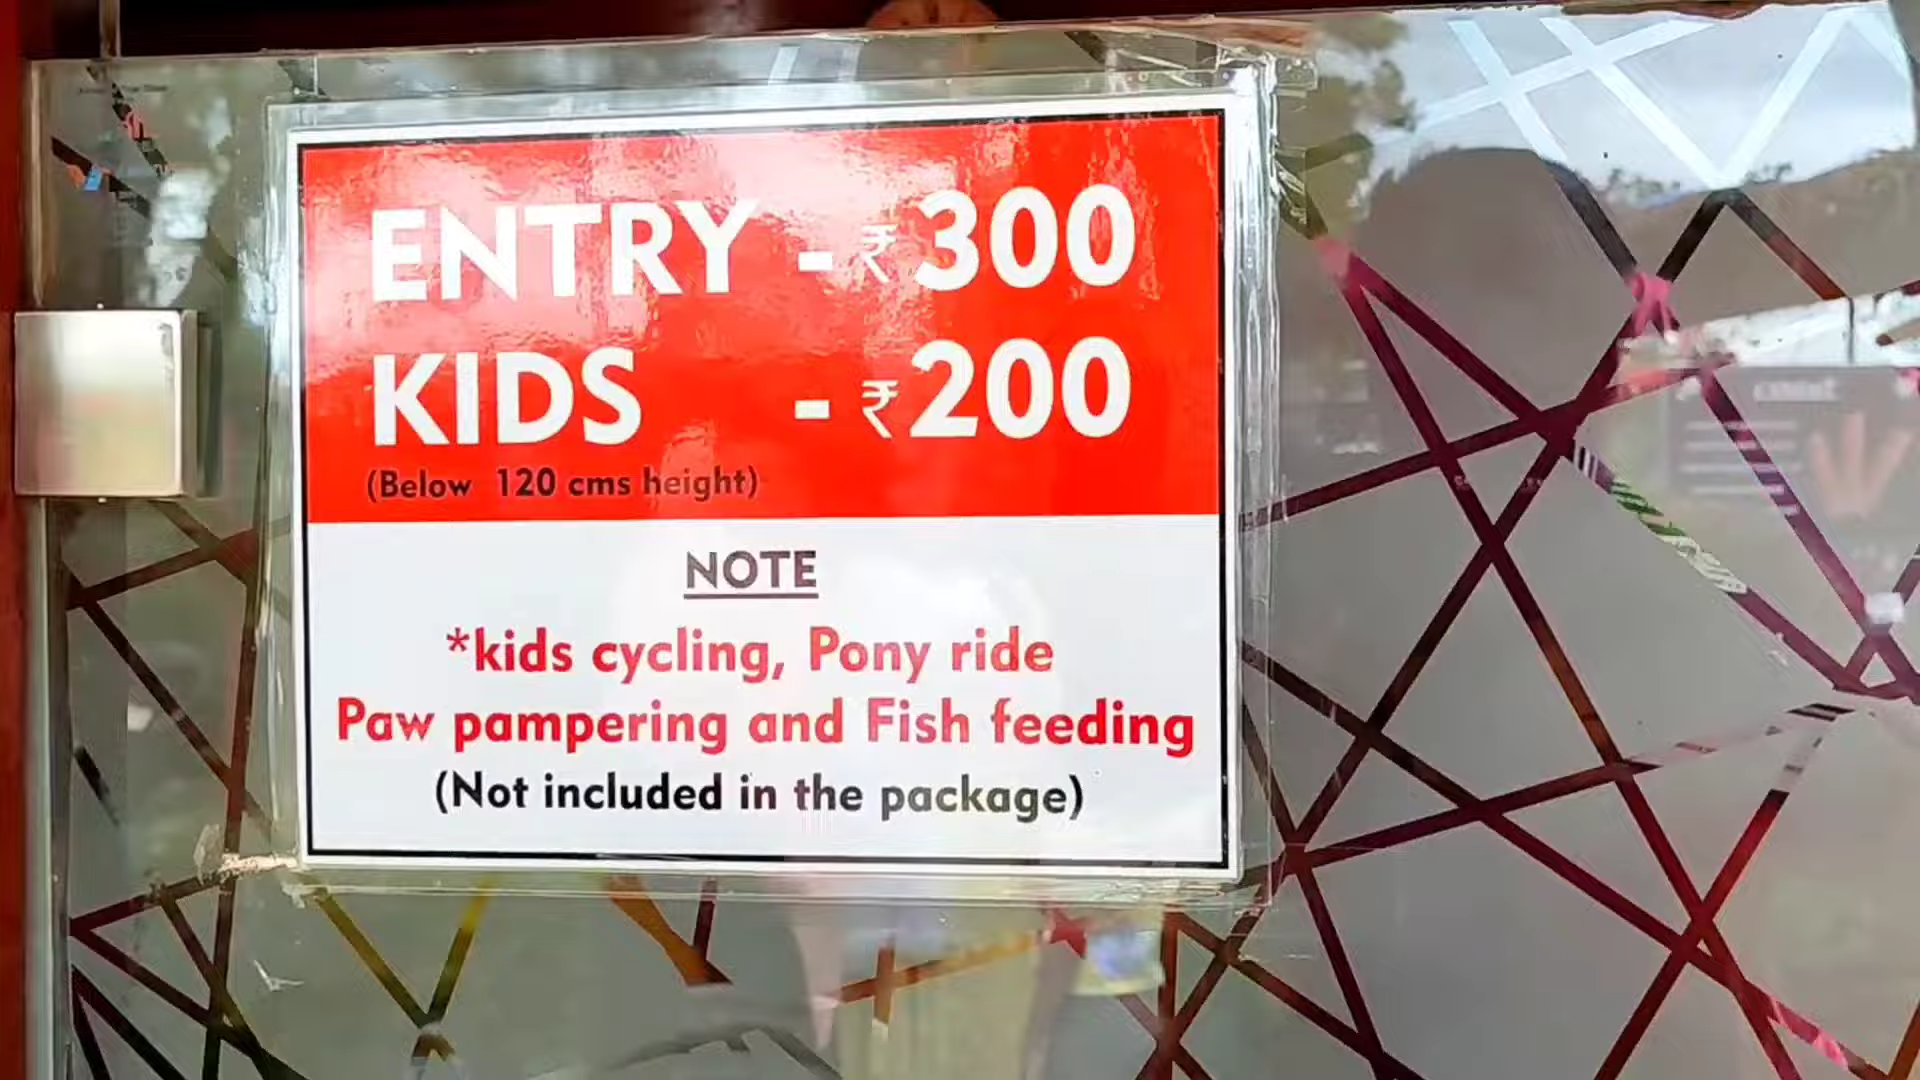 ENTRY - ₹ 300
KIDS - ₹ 200
(Below 120 cms height)
NOTE
*kids cycling, Pony ride
Paw pampering and Fish feeding
(Not included in the package)